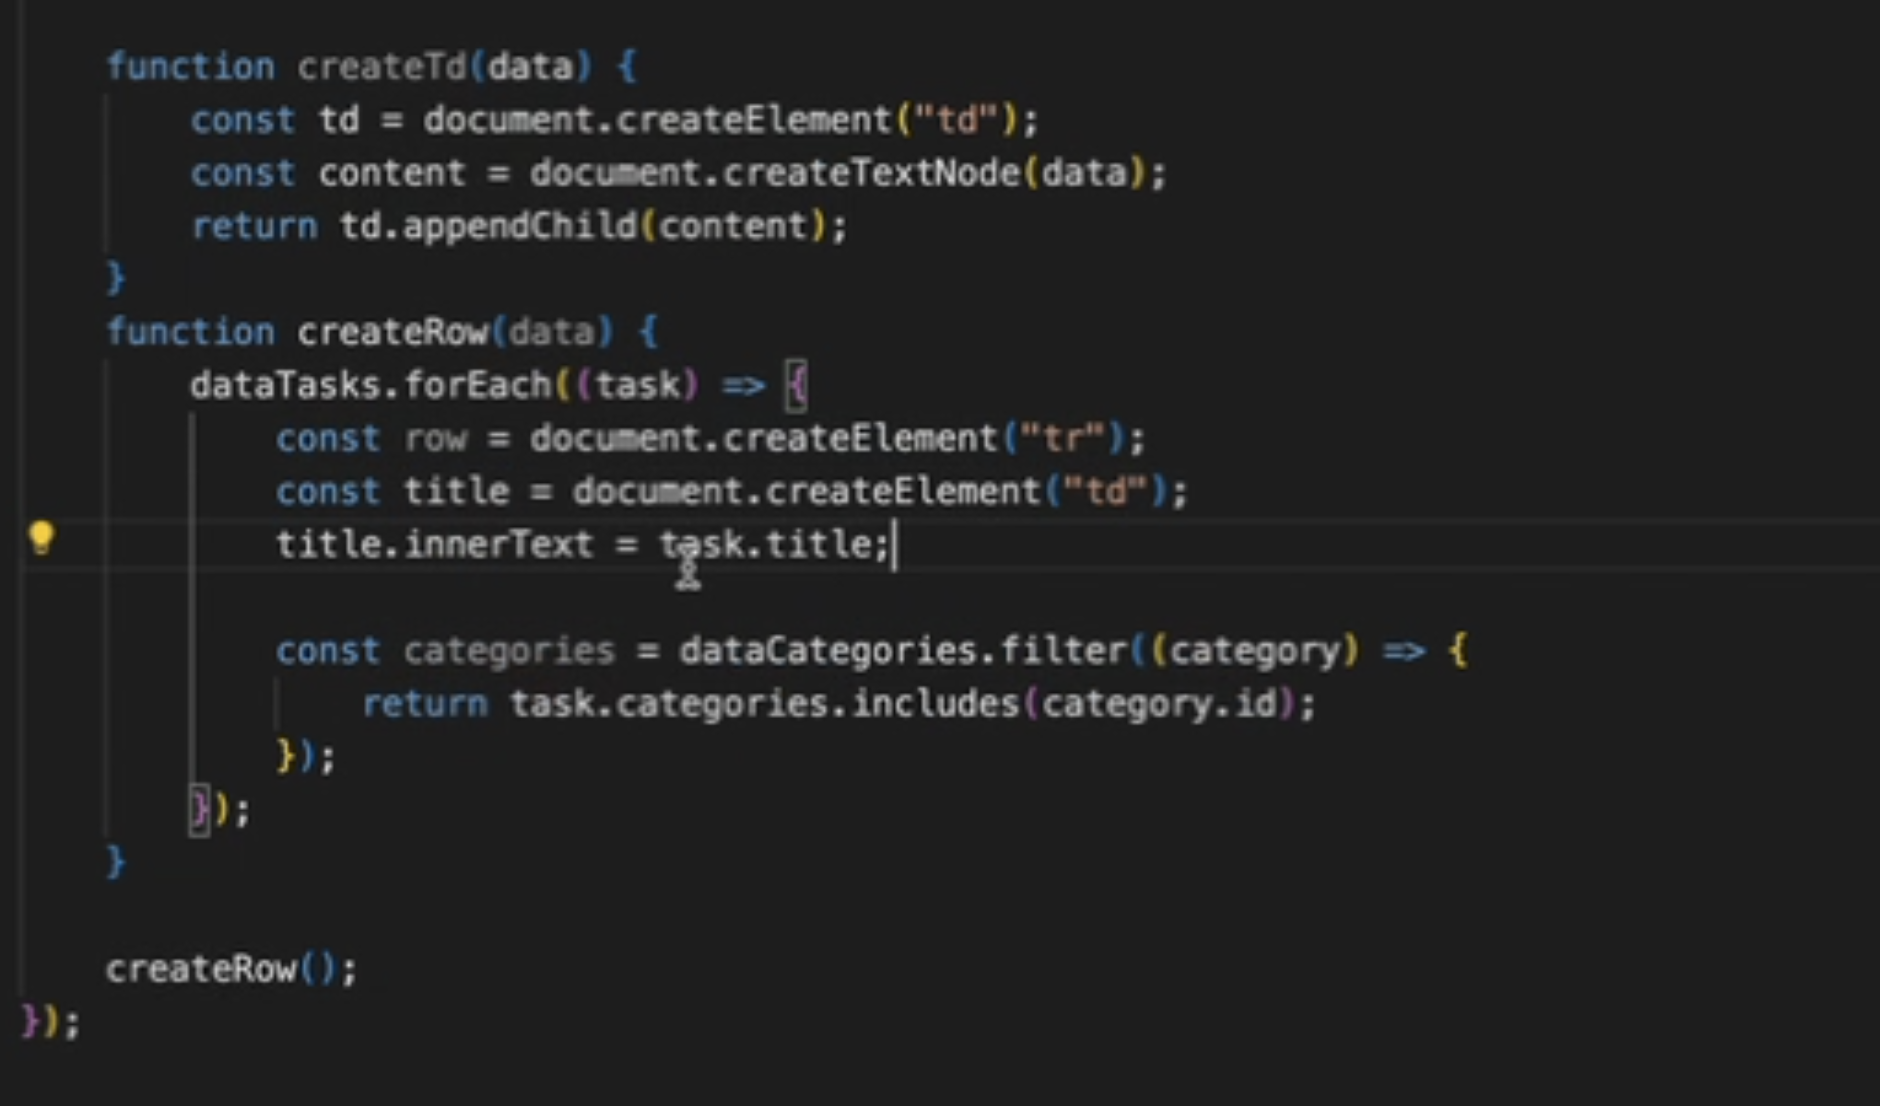 function createTd(data) {
const td = document.createElement("td");
const content = document.createTextNode(data);
return td.appendChild(content);
}
function createRow(data) {
dataTasks.forEach((task) => {
const row = document.createElement("tr");
const title = document.createElement("td");
title.innerText = task.title;
const categories = dataCategories.filter((category) => {
return task.categories.includes(category.id);
});
});
}
createRow();
});